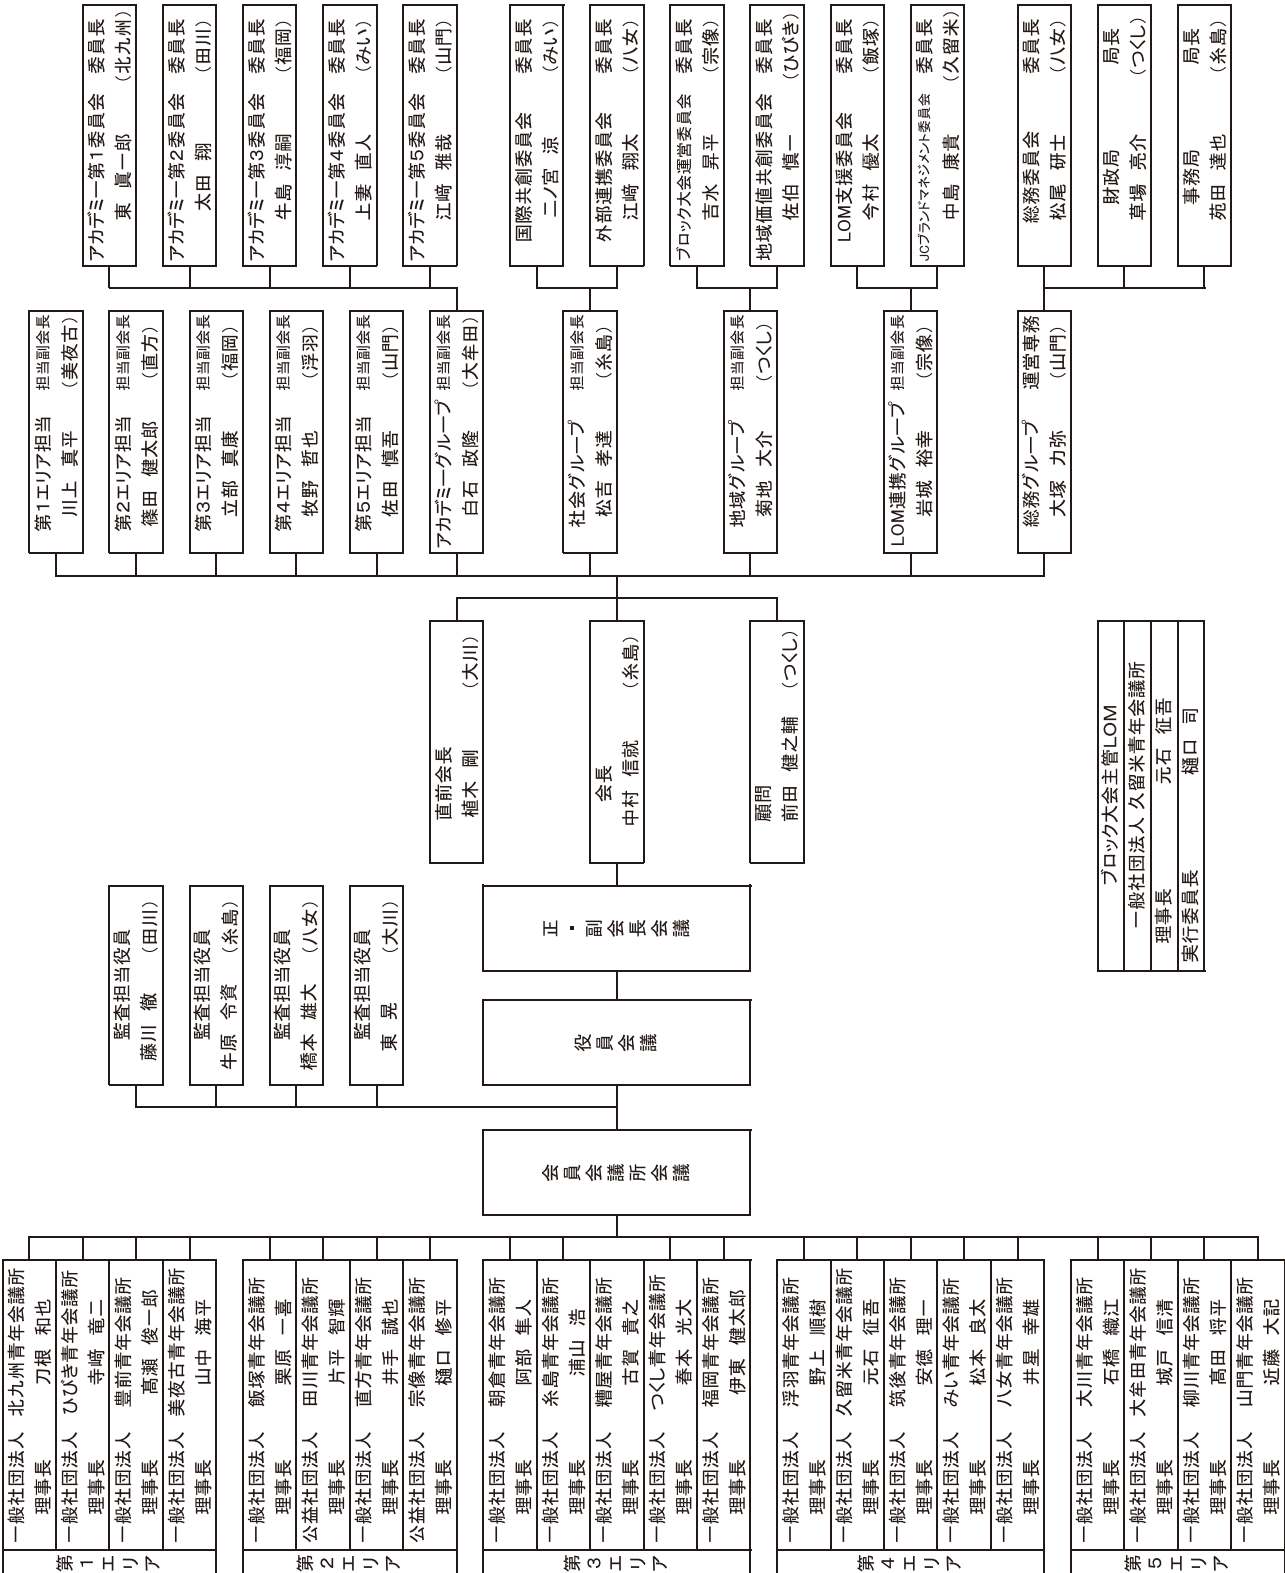 第1エリア
一般社団法人 北九州青年会議所
理事長 刀根 和也
一般社団法人 ひびき青年会議所
理事長 寺﨑 竜二
一般社団法人 豊前青年会議所
理事長 髙瀬 俊一郎
一般社団法人 美夜古青年会議所
理事長 山中 海平
第2エリア
一般社団法人 飯塚青年会議所
理事長 栗原 一喜
公益社団法人 田川青年会議所
理事長 片平 智輝
一般社団法人 直方青年会議所
理事長 井手 誠也
公益社団法人 宗像青年会議所
理事長 樋口 修平
第3エリア
一般社団法人 朝倉青年会議所
理事長 阿部 隼人
一般社団法人 糸島青年会議所
理事長 浦山 浩
一般社団法人 糟屋青年会議所
理事長 古賀 貴之
一般社団法人 つくし青年会議所
理事長 春本 光大
一般社団法人 福岡青年会議所
理事長 伊東 健太郎
第4エリア
一般社団法人 浮羽青年会議所
理事長 野上 順樹
一般社団法人 久留米青年会議所
理事長 元石 征吾
一般社団法人 筑後青年会議所
理事長 安徳 理一
一般社団法人 みい青年会議所
理事長 松本 良太
一般社団法人 八女青年会議所
理事長 井星 幸雄
第5エリア
一般社団法人 大川青年会議所
理事長 石橋 織江
一般社団法人 大牟田青年会議所
理事長 城戸 信清
一般社団法人 柳川青年会議所
理事長 髙田 将平
一般社団法人 山門青年会議所
理事長 近藤 大記
会員会議所会議
監査担当役員
藤川 徹 (田川)
監査担当役員
牛原 令資 (糸島)
監査担当役員
橋本 雄大 (八女)
監査担当役員
東 晃 (大川)
役員会議
正・副会長会議
直前会長
植木 剛 (大川)
会長
中村 信就 (糸島)
顧問
前田 健之輔 (つくし)
ブロック大会主管LOM
一般社団法人 久留米青年会議所
理事長 元石 征吾
実行委員長 樋口 司
第1エリア担当 担当副会長
川上 真平 (美夜古)
第2エリア担当 担当副会長
篠田 健太郎 (直方)
第3エリア担当 担当副会長
立部 真康 (福岡)
第4エリア担当 担当副会長
牧野 哲也 (浮羽)
第5エリア担当 担当副会長
佐田 慎吾 (山門)
アカデミーグループ 担当副会長
白石 政隆 (大牟田)
社会グループ 担当副会長
松吉 孝達 (糸島)
地域グループ 担当副会長
菊地 大介 (つくし)
LOM連携グループ 担当副会長
岩城 裕幸 (宗像)
総務グループ 運営専務
大塚 力弥 (山門)
アカデミー第1委員会 委員長
東 眞一郎 (北九州)
アカデミー第2委員会 委員長
太田 翔 (田川)
アカデミー第3委員会 委員長
牛島 淳嗣 (福岡)
アカデミー第4委員会 委員長
上妻 直人 (みい)
アカデミー第5委員会 委員長
江﨑 雅哉 (山門)
国際共創委員会 委員長
二ノ宮 涼 (みい)
外部連携委員会 委員長
江﨑 翔太 (八女)
ブロック大会運営委員会 委員長
吉水 昇平 (宗像)
地域価値共創委員会 委員長
佐伯 慎一 (ひびき)
LOM支援委員会 委員長
今村 優太 (飯塚)
JCブランドマネジメント委員会 委員長
中島 康貴 (久留米)
総務委員会 委員長
松尾 研士 (八女)
財政局 局長
草場 亮介 (つくし)
事務局 局長
苑田 達也 (糸島)